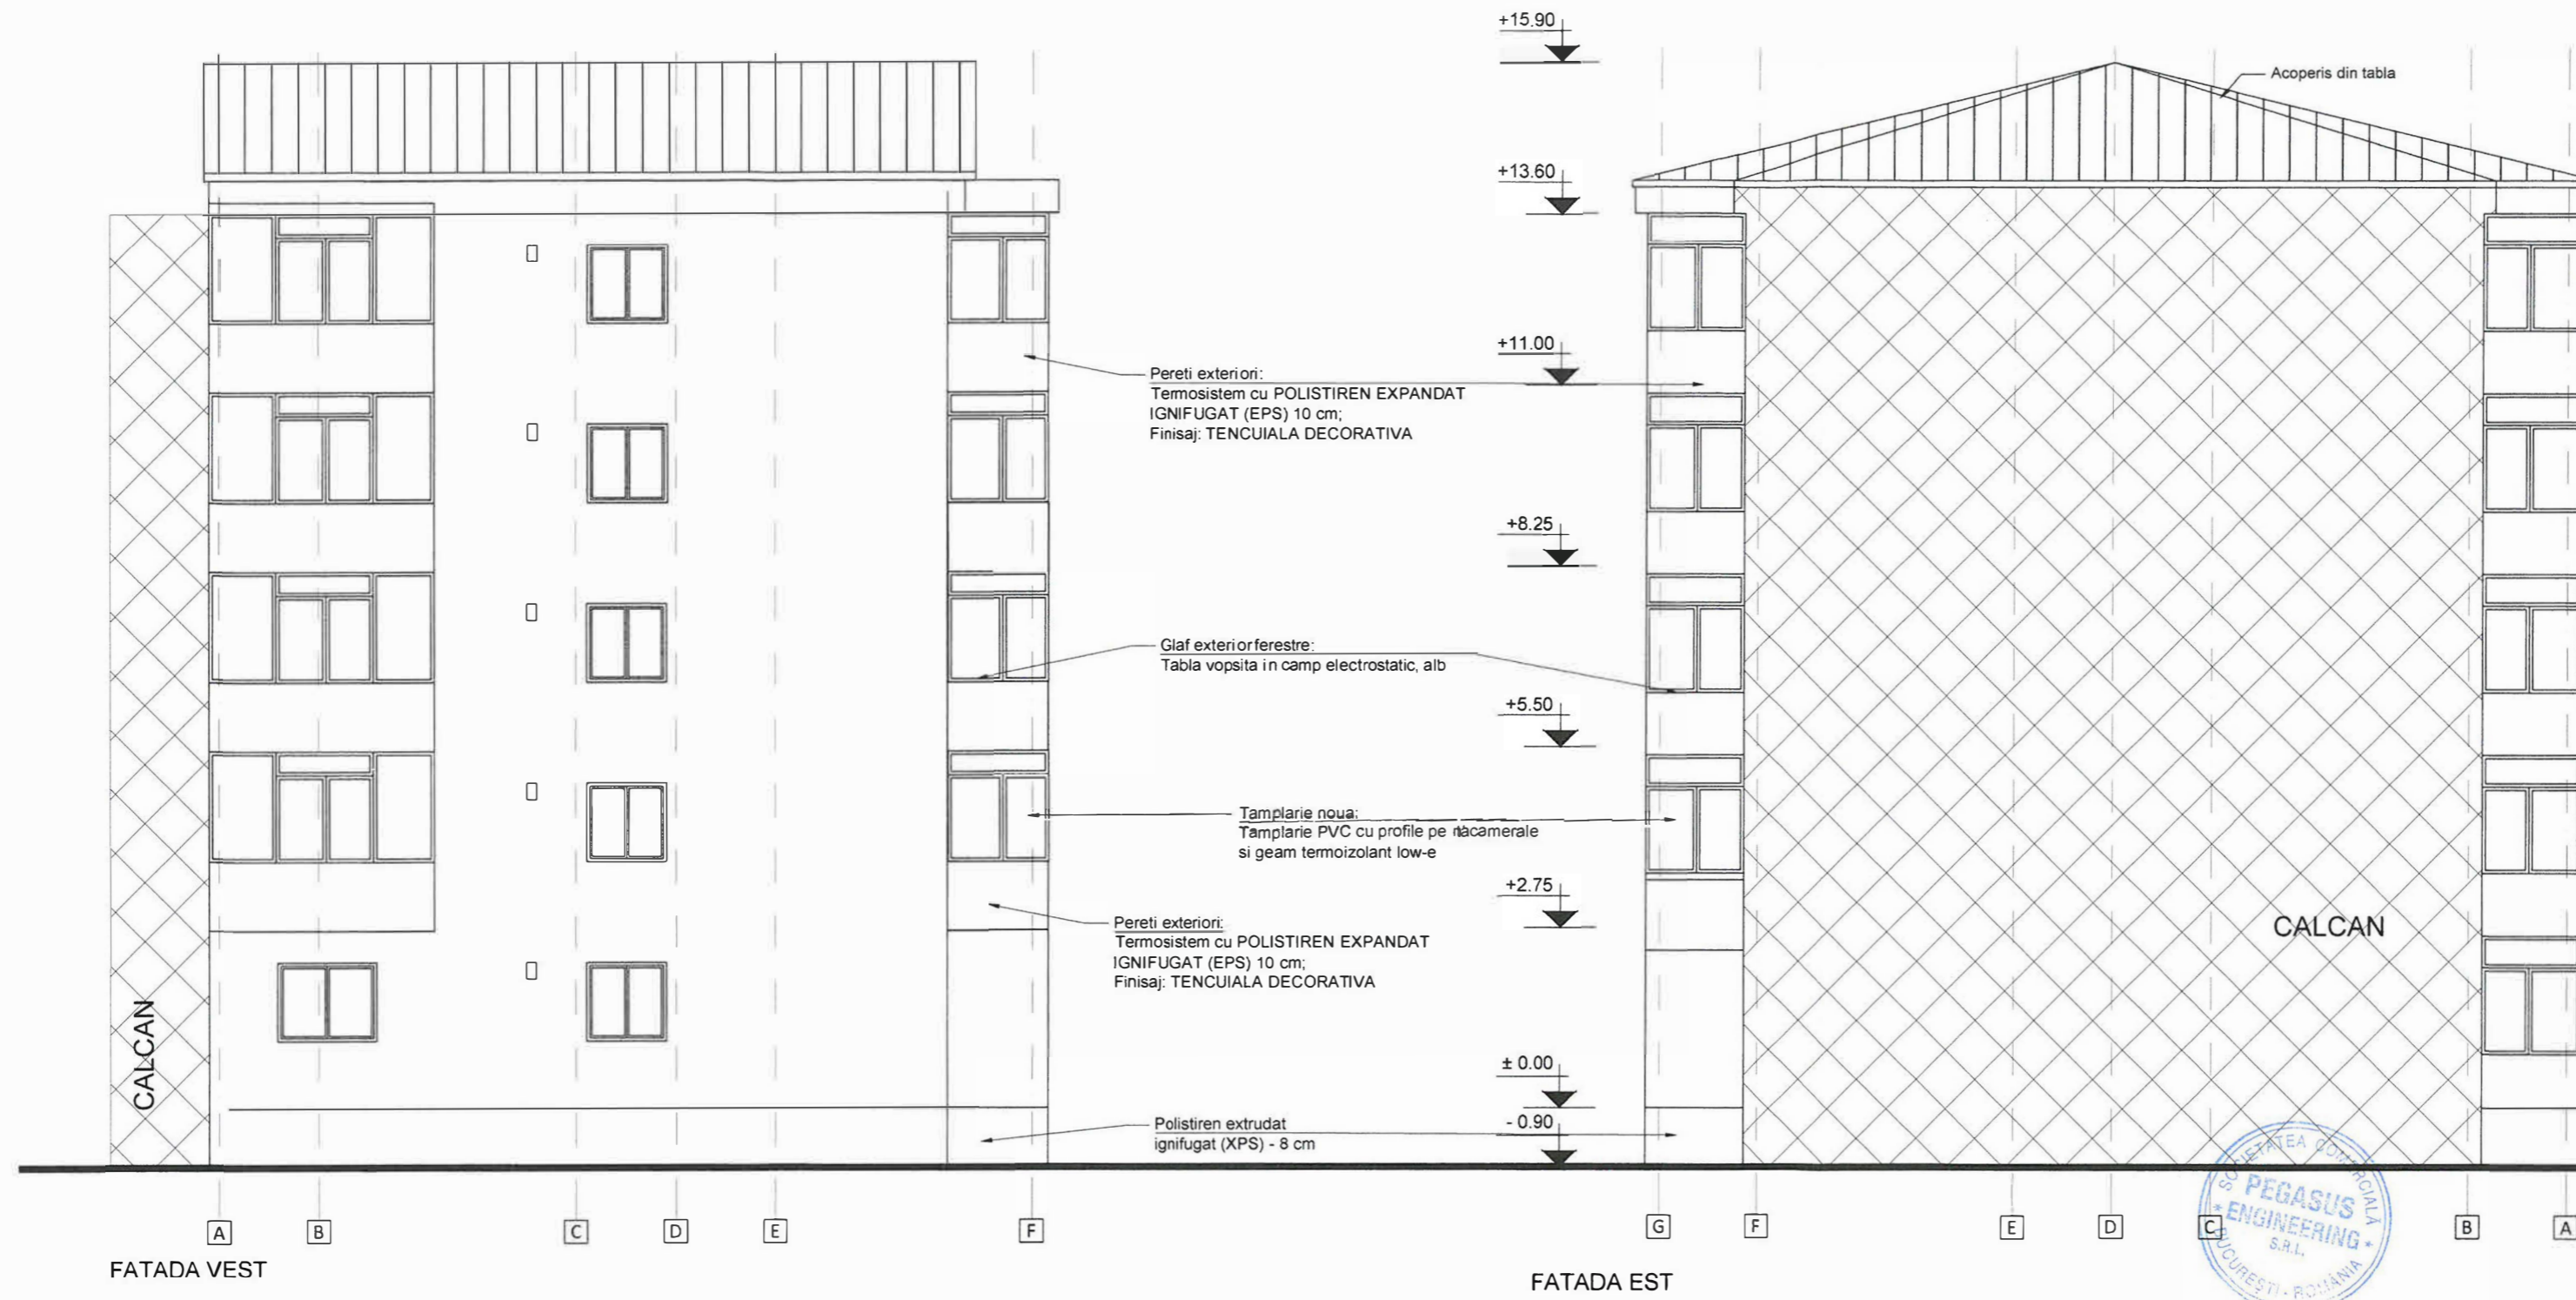 +15.90
Acoperis din tabla
+13.60
+11.00
Pereti exteriori:
Termosistem cu POLISTIREN EXPANDAT
IGNIFUGAT (EPS) 10 cm;
Finisaj: TENCUIALA DECORATIVA
+8.25
Glaf exterior ferestre:
Tabla vopsita in camp electrostatic, alb
+5.50
Tamplarie noua:
Tamplarie PVC cu profile
si geam termoizolant low-e
+2.75
CALCAN
Pereti exteriori:
Termosistem cu POLISTIREN EXPANDAT
IGNIFUGAT (EPS) 10 cm;
Finisaj: TENCUIALA DECORATIVA
CALCAN
± 0.00
Polistiren extrudat
ignifugat (XPS) - 8 cm
- 0.90
A B C D E F
G F E D C B A
FATADA VEST
FATADA EST
SOCIETATEA COMERCIALĂ
PEGASUS
ENGINEERING
S.R.L.
BUCUREŞTI - ROMÂNIA